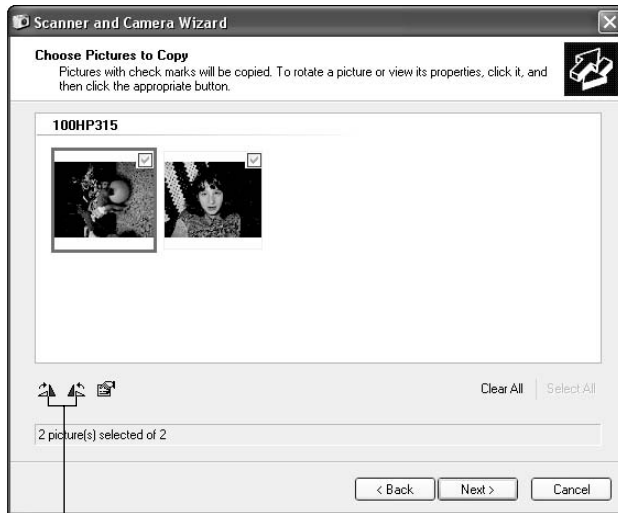 Scanner and Camera Wizard
Choose Pictures to Copy
Pictures with check marks will be copied. To rotate a picture or view its properties, click it, and
then click the appropriate button.
100HP315
Clear All
Select All
2 picture(s) selected of 2
< Back
Next >
Cancel